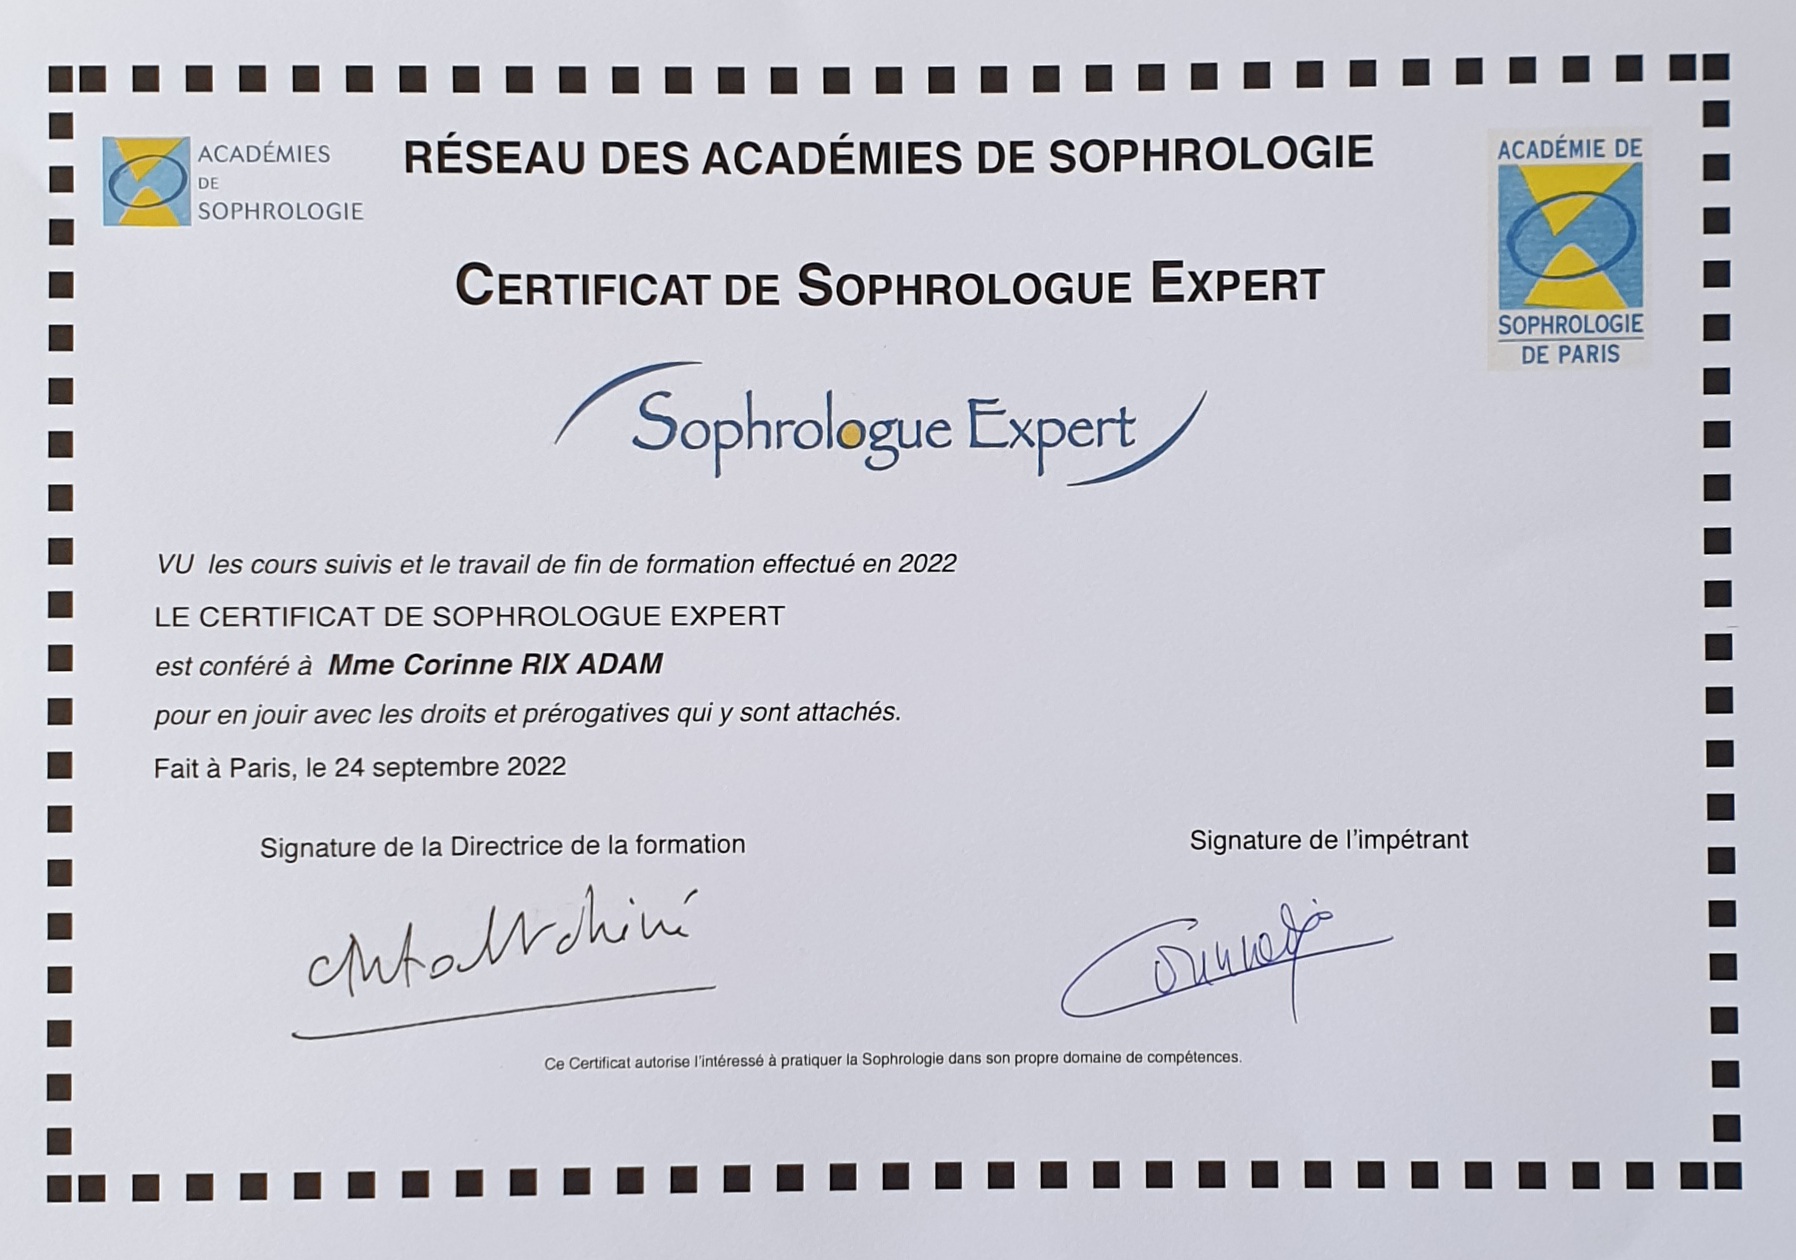 ACADÉMIES
DE
SOPHROLOGIE
RÉSEAU DES ACADÉMIES DE SOPHROLOGIE
ACADÉMIE DE
SOPHROLOGIE
DE PARIS
CERTIFICAT DE SOPHROLOGUE EXPERT
Sophrologue Expert
VU les cours suivis et le travail de fin de formation effectué en 2022
LE CERTIFICAT DE SOPHROLOGUE EXPERT
est conféré à Mme Corinne RIX ADAM
pour en jouir avec les droits et prérogatives qui y sont attachés.
Fait à Paris, le 24 septembre 2022
Signature de la Directrice de la formation
Signature de l'impétrant
Ce Certificat autorise l'intéressé à pratiquer la Sophrologie dans son propre domaine de compétences.